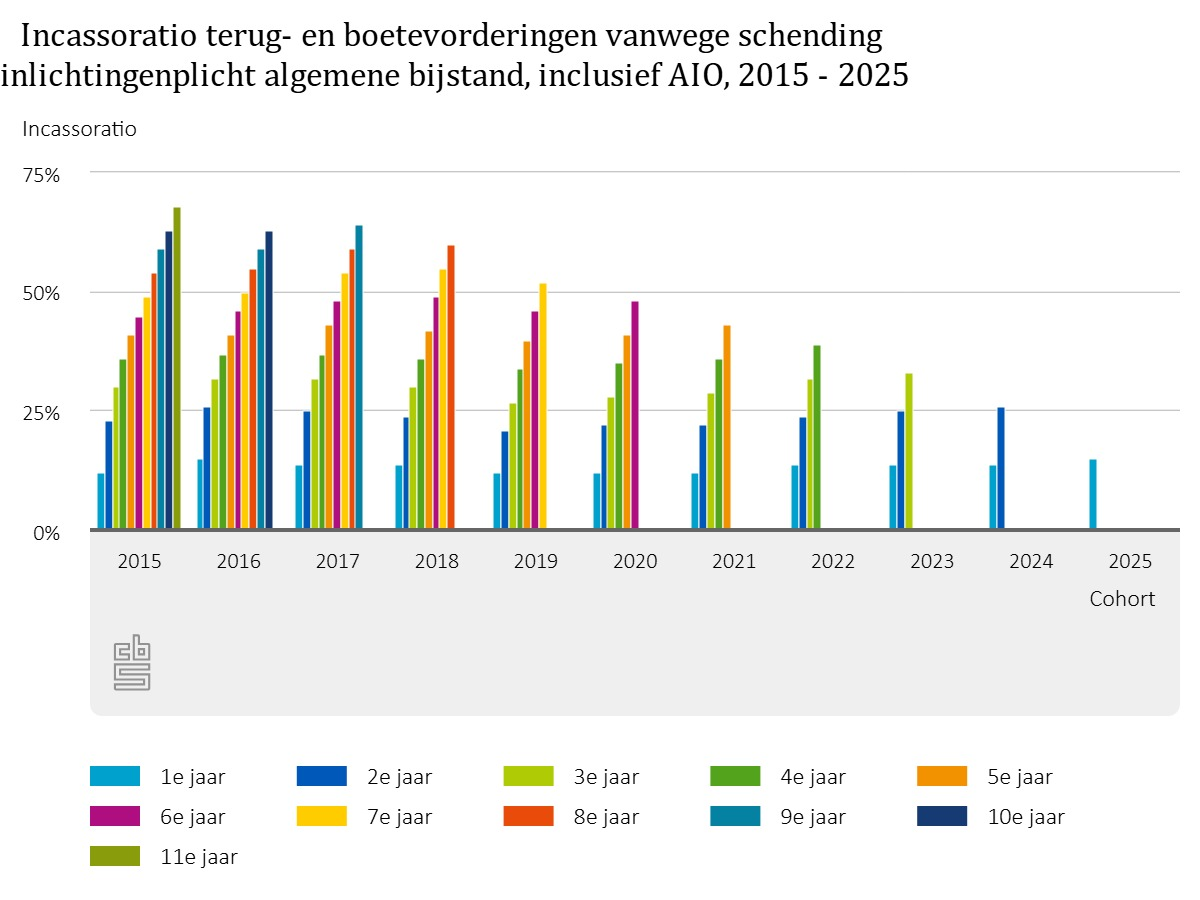 Incassoratio terug- en boetevorderingen vanwege schending
inlichtingenplicht algemene bijstand, inclusief AIO, 2015 - 2025
Incassoratio
75%
50%
25%
0%
2015 2016 2017 2018 2019 2020 2021 2022 2023 2024 2025
Cohort
cbs
1e jaar 2e jaar 3e jaar 4e jaar 5e jaar
6e jaar 7e jaar 8e jaar 9e jaar 10e jaar
11e jaar